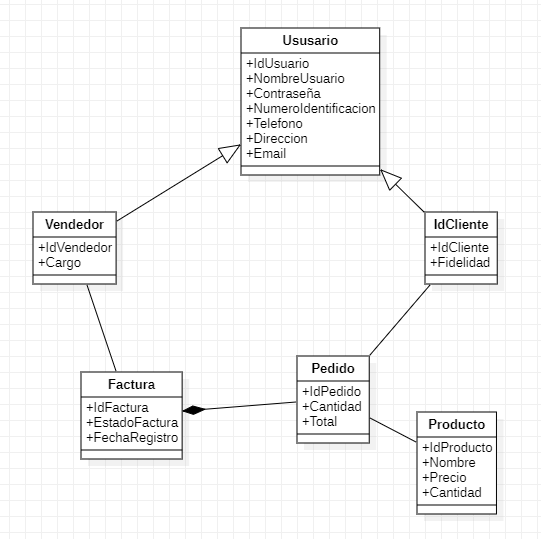 Ususario
+IdUsuario
+NombreUsuario
+Contraseña
+NumeroIdentificacion
+Telefono
+Direccion
+Email
Vendedor
+IdVendedor
+Cargo
IdCliente
+IdCliente
+Fidelidad
Factura
+IdFactura
+EstadoFactura
+FechaRegistro
Pedido
+IdPedido
+Cantidad
+Total
Producto
+IdProducto
+Nombre
+Precio
+Cantidad